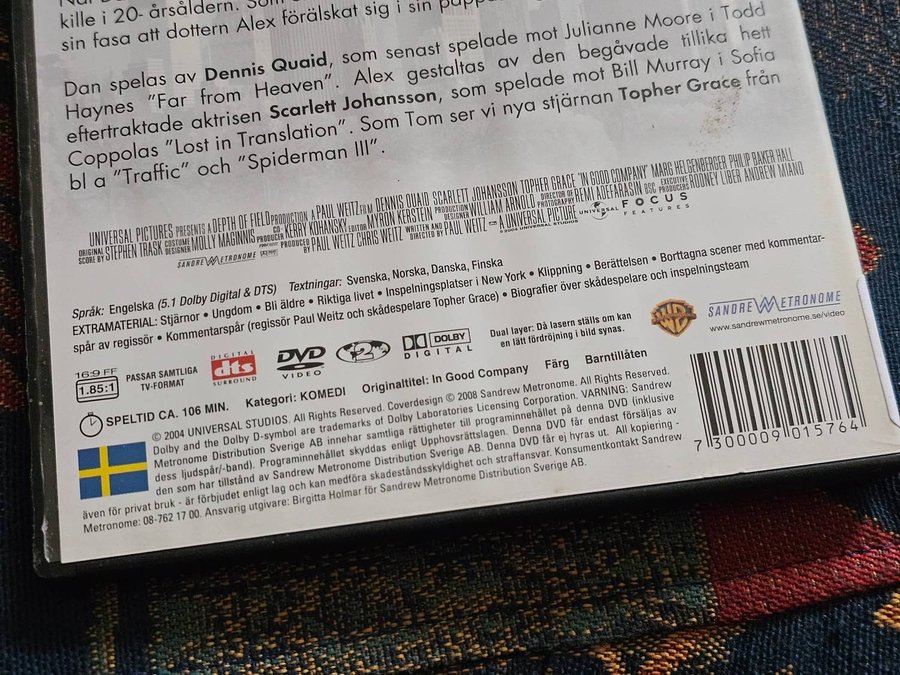 kille i 20- årsåldern. Som
sin fasa att dottern Alex förälskat sig i sin pappas
Dan spelas av Dennis Quaid, som senast spelade mot Julianne Moore i Todd
Haynes "Far from Heaven". Alex gestaltas av den begåvade tillika hett
eftertraktade aktrisen Scarlett Johansson, som spelade mot Bill Murray i Sofia
Coppolas "Lost in Translation". Som Tom ser vi nya stjärnan Topher Grace från
bl a "Traffic" och "Spiderman III".
UNIVERSAL PICTURES PRESENTS A DEPTH OF FIELD PRODUCTION A PAUL WEITZ FILM DENNIS QUAID SCARLETT JOHANSSON TOPHER GRACE "IN GOOD COMPANY" MARG HELGENBERGER PHILIP BAKER HALL
ORIGINAL SCORE BY STEPHEN TRASK COSTUME DESIGNER MOLLY MAGINNIS CO-PRODUCER KERRY KOHANSKY EDITOR MYRON KERSTEIN PRODUCTION DESIGNER WILLIAM ARNOLD DIRECTOR OF PHOTOGRAPHY REMI ADEFARASIN BSC EXECUTIVE PRODUCERS RODNEY LIBER ANDREW MIANO
SANDREW METRONOME PRODUCED BY PAUL WEITZ CHRIS WEITZ WRITTEN AND DIRECTED BY PAUL WEITZ A UNIVERSAL PICTURE UNIVERSAL FOCUS FEATURES
© 2004 UNIVERSAL STUDIOS
Språk: Engelska (5.1 Dolby Digital & DTS) Textningar: Svenska, Norska, Danska, Finska
EXTRAMATERIAL: Stjärnor • Ungdom • Bli äldre • Riktiga livet • Inspelningsplatser i New York • Klippning • Berättelsen • Borttagna scener med kommentar-
spår av regissör • Kommentarspår (regissör Paul Weitz och skådespelare Topher Grace) • Biografier över skådespelare och inspelningsteam
16:9 FF
1.85:1
PASSAR SAMTLIGA
TV-FORMAT
DIGITAL
dts
SURROUND
DVD
VIDEO
2
DOLBY
DIGITAL
Dual layer: Då lasern ställs om kan
en lätt fördröjning i bild synas.
WB
SANDREW METRONOME
www.sandrewmetronome.se/video
SPELTID CA. 106 MIN. Kategori: KOMEDI Originaltitel: In Good Company Färg Barntillåten
© 2004 UNIVERSAL STUDIOS. All Rights Reserved. Coverdesign © 2008 Sandrew Metronome. All Rights Reserved.
Dolby and the Dolby D-symbol are trademarks of Dolby Laboratories Licensing Corporation. VARNING: Sandrew
Metronome Distribution Sverige AB innehar samtliga rättigheter till programinnehållet på denna DVD (inklusive
dess ljudspår/-band). Programinnehållet skyddas enligt Upphovsrättslagen. Denna DVD får endast försäljas av
den som har tillstånd av Sandrew Metronome Distribution Sverige AB. Denna DVD får ej hyras ut. All kopiering -
även för privat bruk - är förbjudet enligt lag och kan medföra skadeståndsskyldighet och straffansvar. Konsumentkontakt Sandrew
Metronome: 08-762 17 00. Ansvarig utgivare: Birgitta Holmar för Sandrew Metronome Distribution Sverige AB.
7 300009 015764